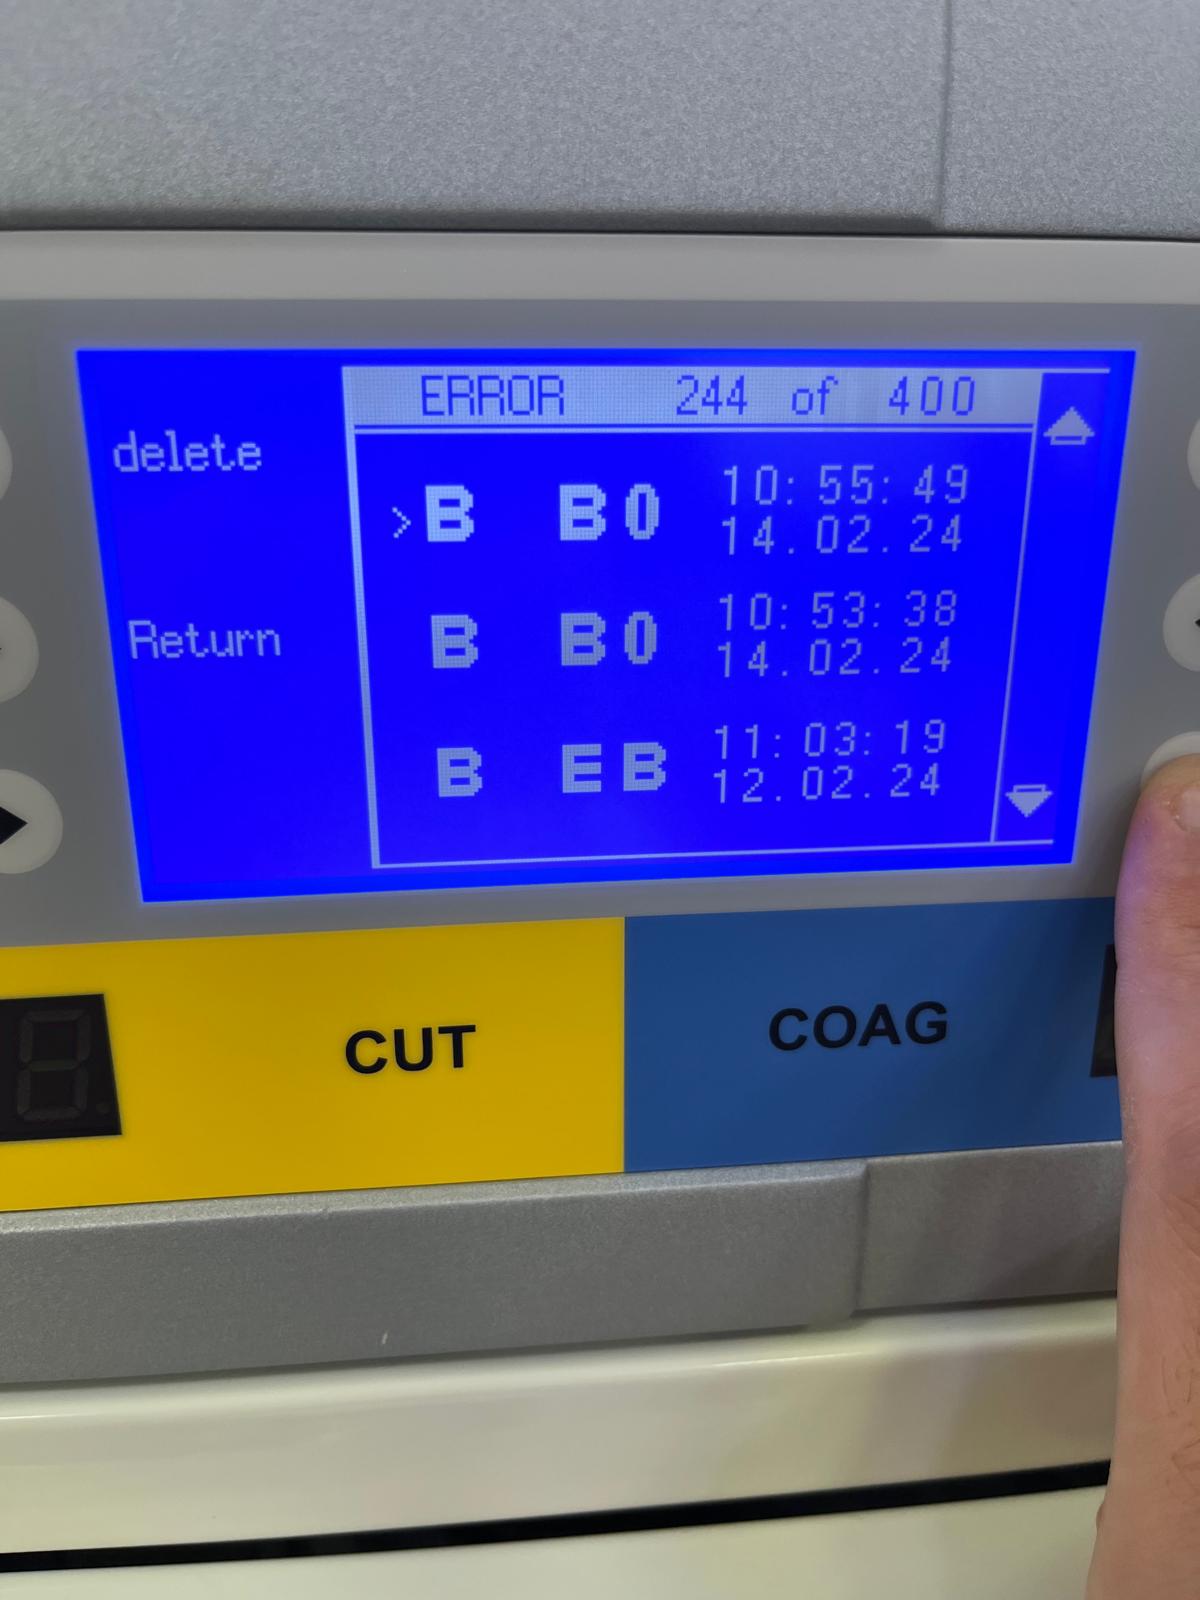 ERROR 244 of 400
delete
>B B0 10:55:49
14.02.24
Return
B B0 10:53:38
14.02.24
B EB 11:03:19
12.02.24
CUT
COAG